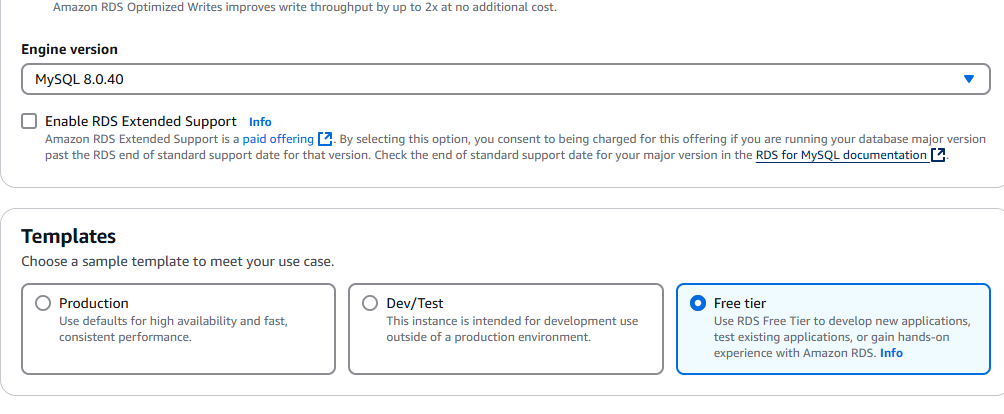 Amazon RDS Optimized Writes improves write throughput by up to 2x at no additional cost.
Engine version
MySQL 8.0.40
Enable RDS Extended Support Info
Amazon RDS Extended Support is a paid offering. By selecting this option, you consent to being charged for this offering if you are running your database major version
past the RDS end of standard support date for that version. Check the end of standard support date for your major version in the RDS for MySQL documentation.
Templates
Choose a sample template to meet your use case.
Production
Use defaults for high availability and fast,
consistent performance.
Dev/Test
This instance is intended for development use
outside of a production environment.
Free tier
Use RDS Free Tier to develop new applications,
test existing applications, or gain hands-on
experience with Amazon RDS. Info